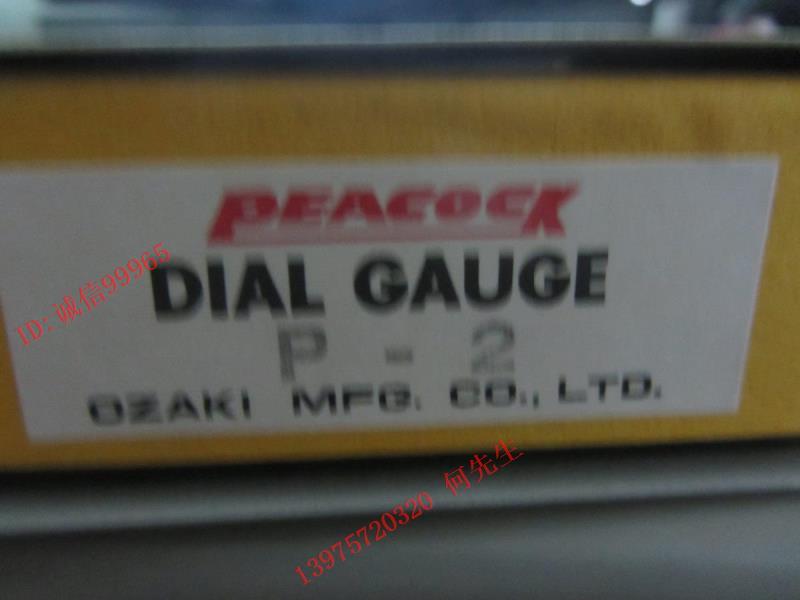 PEACOCK
DIAL GAUGE
P - 2
OZAKI MFG. CO., LTD.
ID: 诚信99965
13975720320 何先生